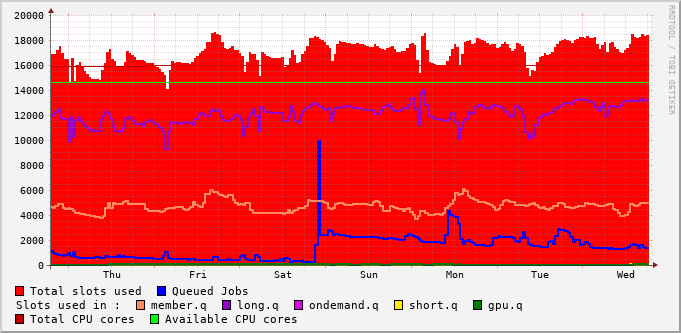 20000
18000
16000
14000
12000
10000
8000
6000
4000
2000
0
Thu Fri Sat Sun Mon Tue Wed
RRDTOOL / TOBI OETIKER
Total slots used Queued Jobs
Slots used in : member.q long.q ondemand.q short.q gpu.q
Total CPU cores Available CPU cores